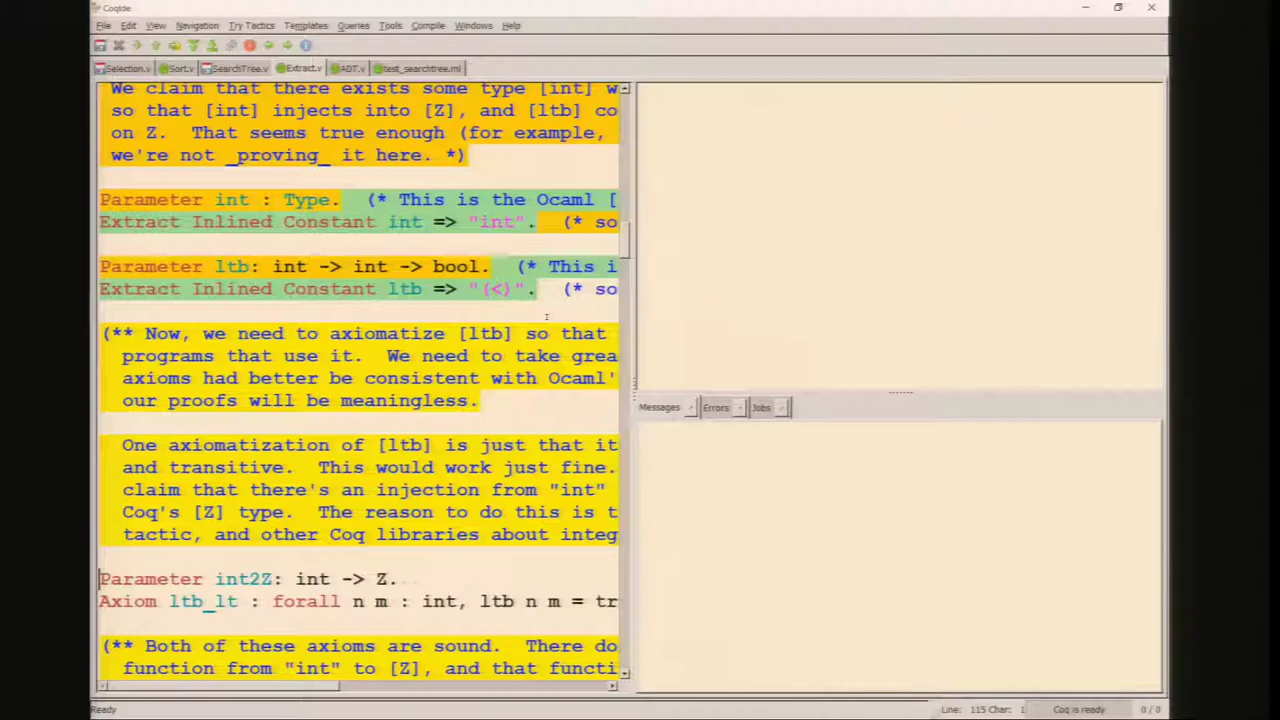 CoqIde
File Edit View Navigation Try Tactics Templates Queries Tools Compile Windows Help
Selection.v Sort.v SearchTree.v Extract.v ADT.v test_searchtree.ml
We claim that there exists some type [int] w
so that [int] injects into [Z], and [ltb] co
on Z.  That seems true enough (for example,
we're not _proving_ it here. *)
Parameter int : Type.  (* This is the Ocaml [
Extract Inlined Constant int => "int".  (* so
Parameter ltb: int -> int -> bool.  (* This i
Extract Inlined Constant ltb => "(<)".  (* so
(** Now, we need to axiomatize [ltb] so that
programs that use it.  We need to take grea
axioms had better be consistent with Ocaml'
our proofs will be meaningless.
One axiomatization of [ltb] is just that it
and transitive.  This would work just fine.
claim that there's an injection from "int"
Coq's [Z] type.  The reason to do this is t
tactic, and other Coq libraries about integ
Parameter int2Z: int -> Z.
Axiom ltb_lt : forall n m : int, ltb n m = tr
(** Both of these axioms are sound.  There do
function from "int" to [Z], and that functi
Messages Errors Jobs
Ready Line: 115 Char: 1 Coq is ready 0 / 0